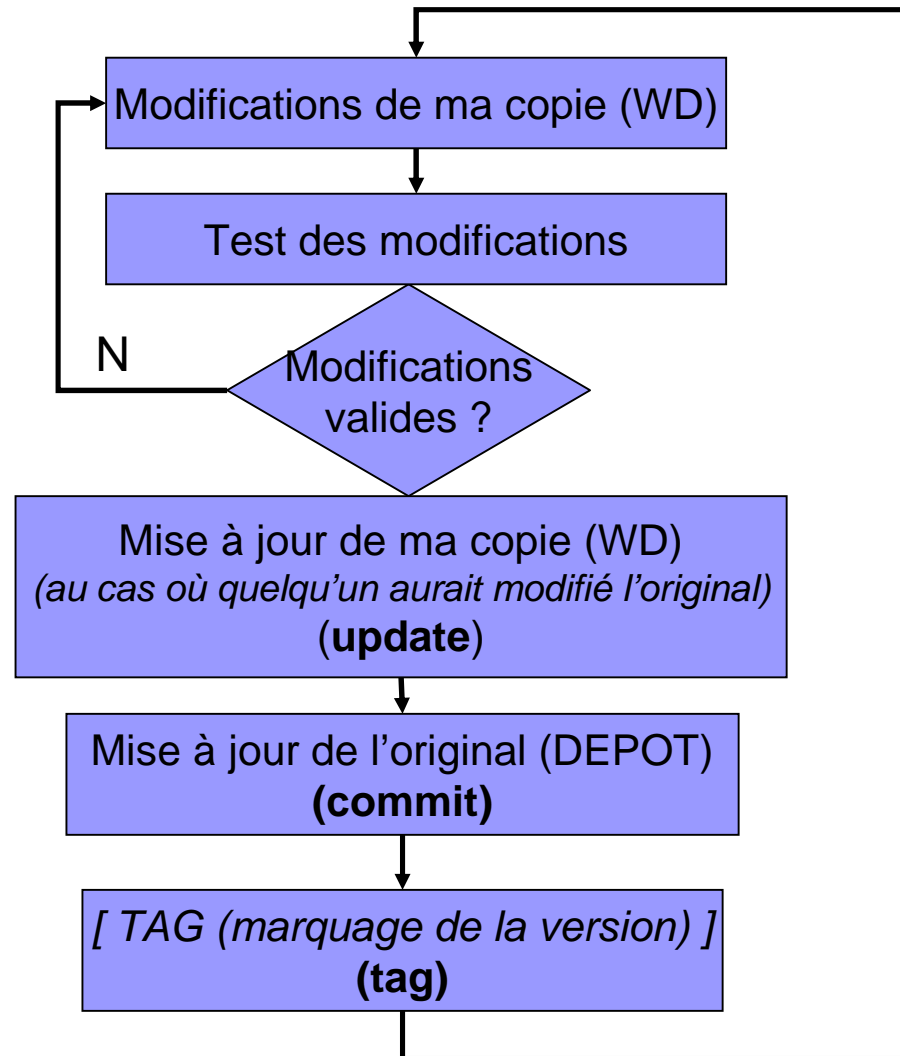 Modifications de ma copie (WD)
Test des modifications
N
Modifications
valides ?
Mise à jour de ma copie (WD)
(au cas où quelqu’un aurait modifié l’original)
(update)
Mise à jour de l’original (DEPOT)
(commit)
[ TAG (marquage de la version) ]
(tag)